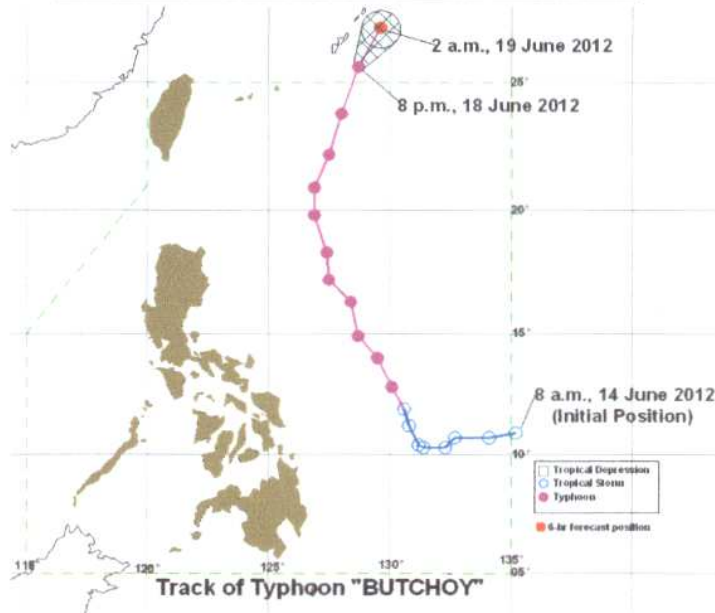 2 a.m., 19 June 2012
8 p.m., 18 June 2012
25°
20°
15°
8 a.m., 14 June 2012
(Initial Position)
10°
Tropical Depression
Tropical Storm
Typhoon
6-hr forecast position
115
120
125
130
135
05°
Track of Typhoon "BUTCHOY"